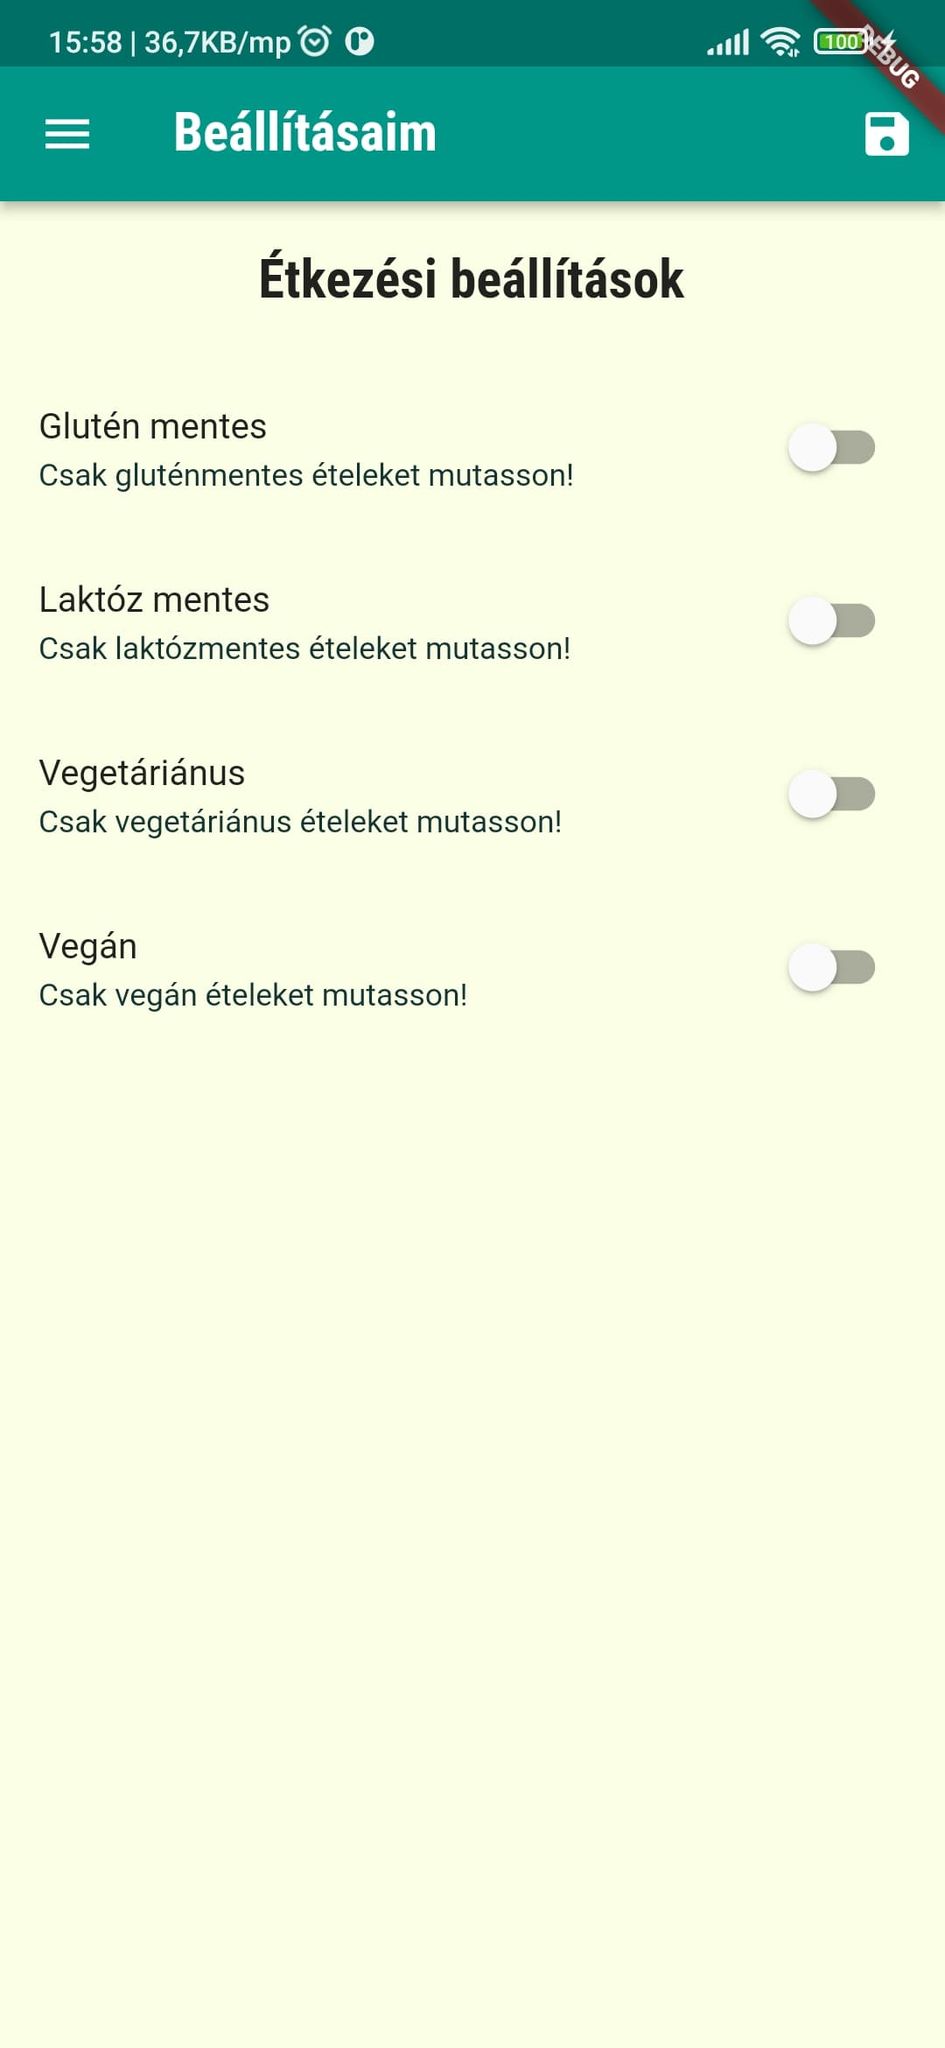 15:58 | 36,7KB/mp
100
DEBUG
Beállításaim
Étkezési beállítások
Glutén mentes
Csak gluténmentes ételeket mutasson!
Laktóz mentes
Csak laktózmentes ételeket mutasson!
Vegetáriánus
Csak vegetáriánus ételeket mutasson!
Vegán
Csak vegán ételeket mutasson!